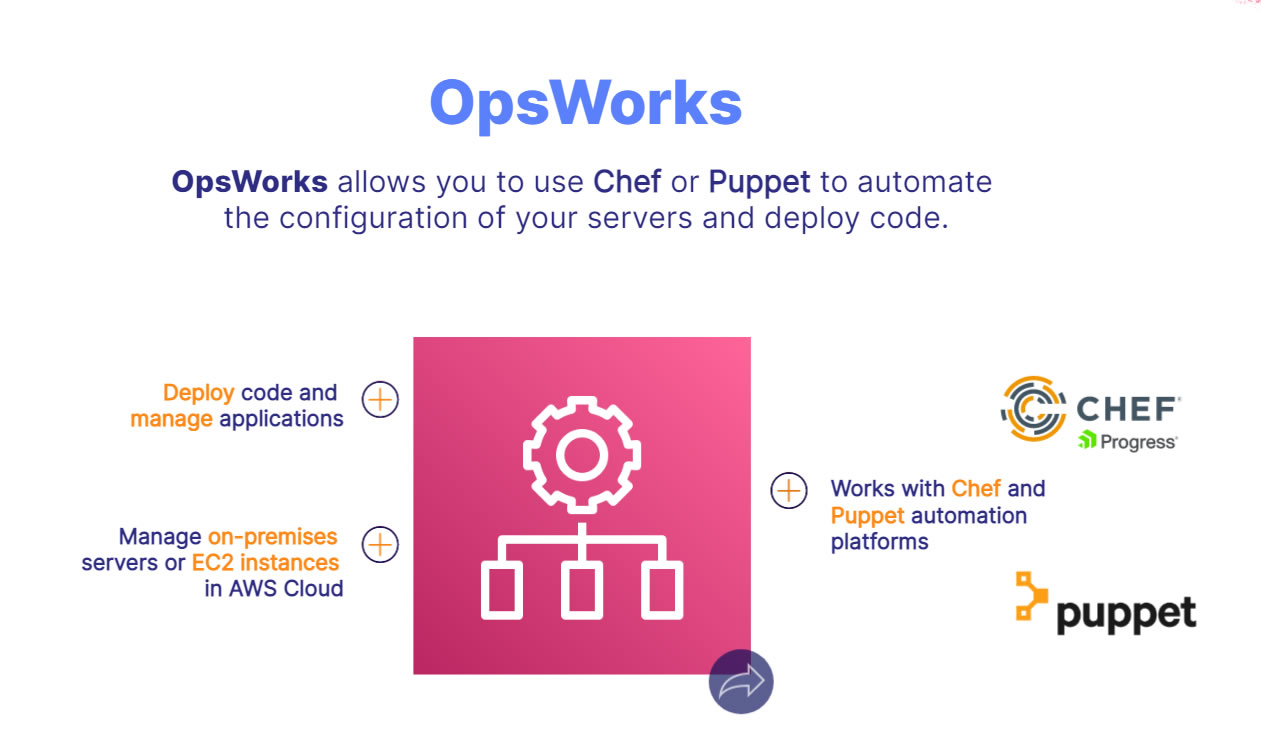 OpsWorks
OpsWorks allows you to use Chef or Puppet to automate
the configuration of your servers and deploy code.
Deploy code and
manage applications
Manage on-premises
servers or EC2 instances
in AWS Cloud
Works with Chef and
Puppet automation
platforms
CHEF
Progress
puppet